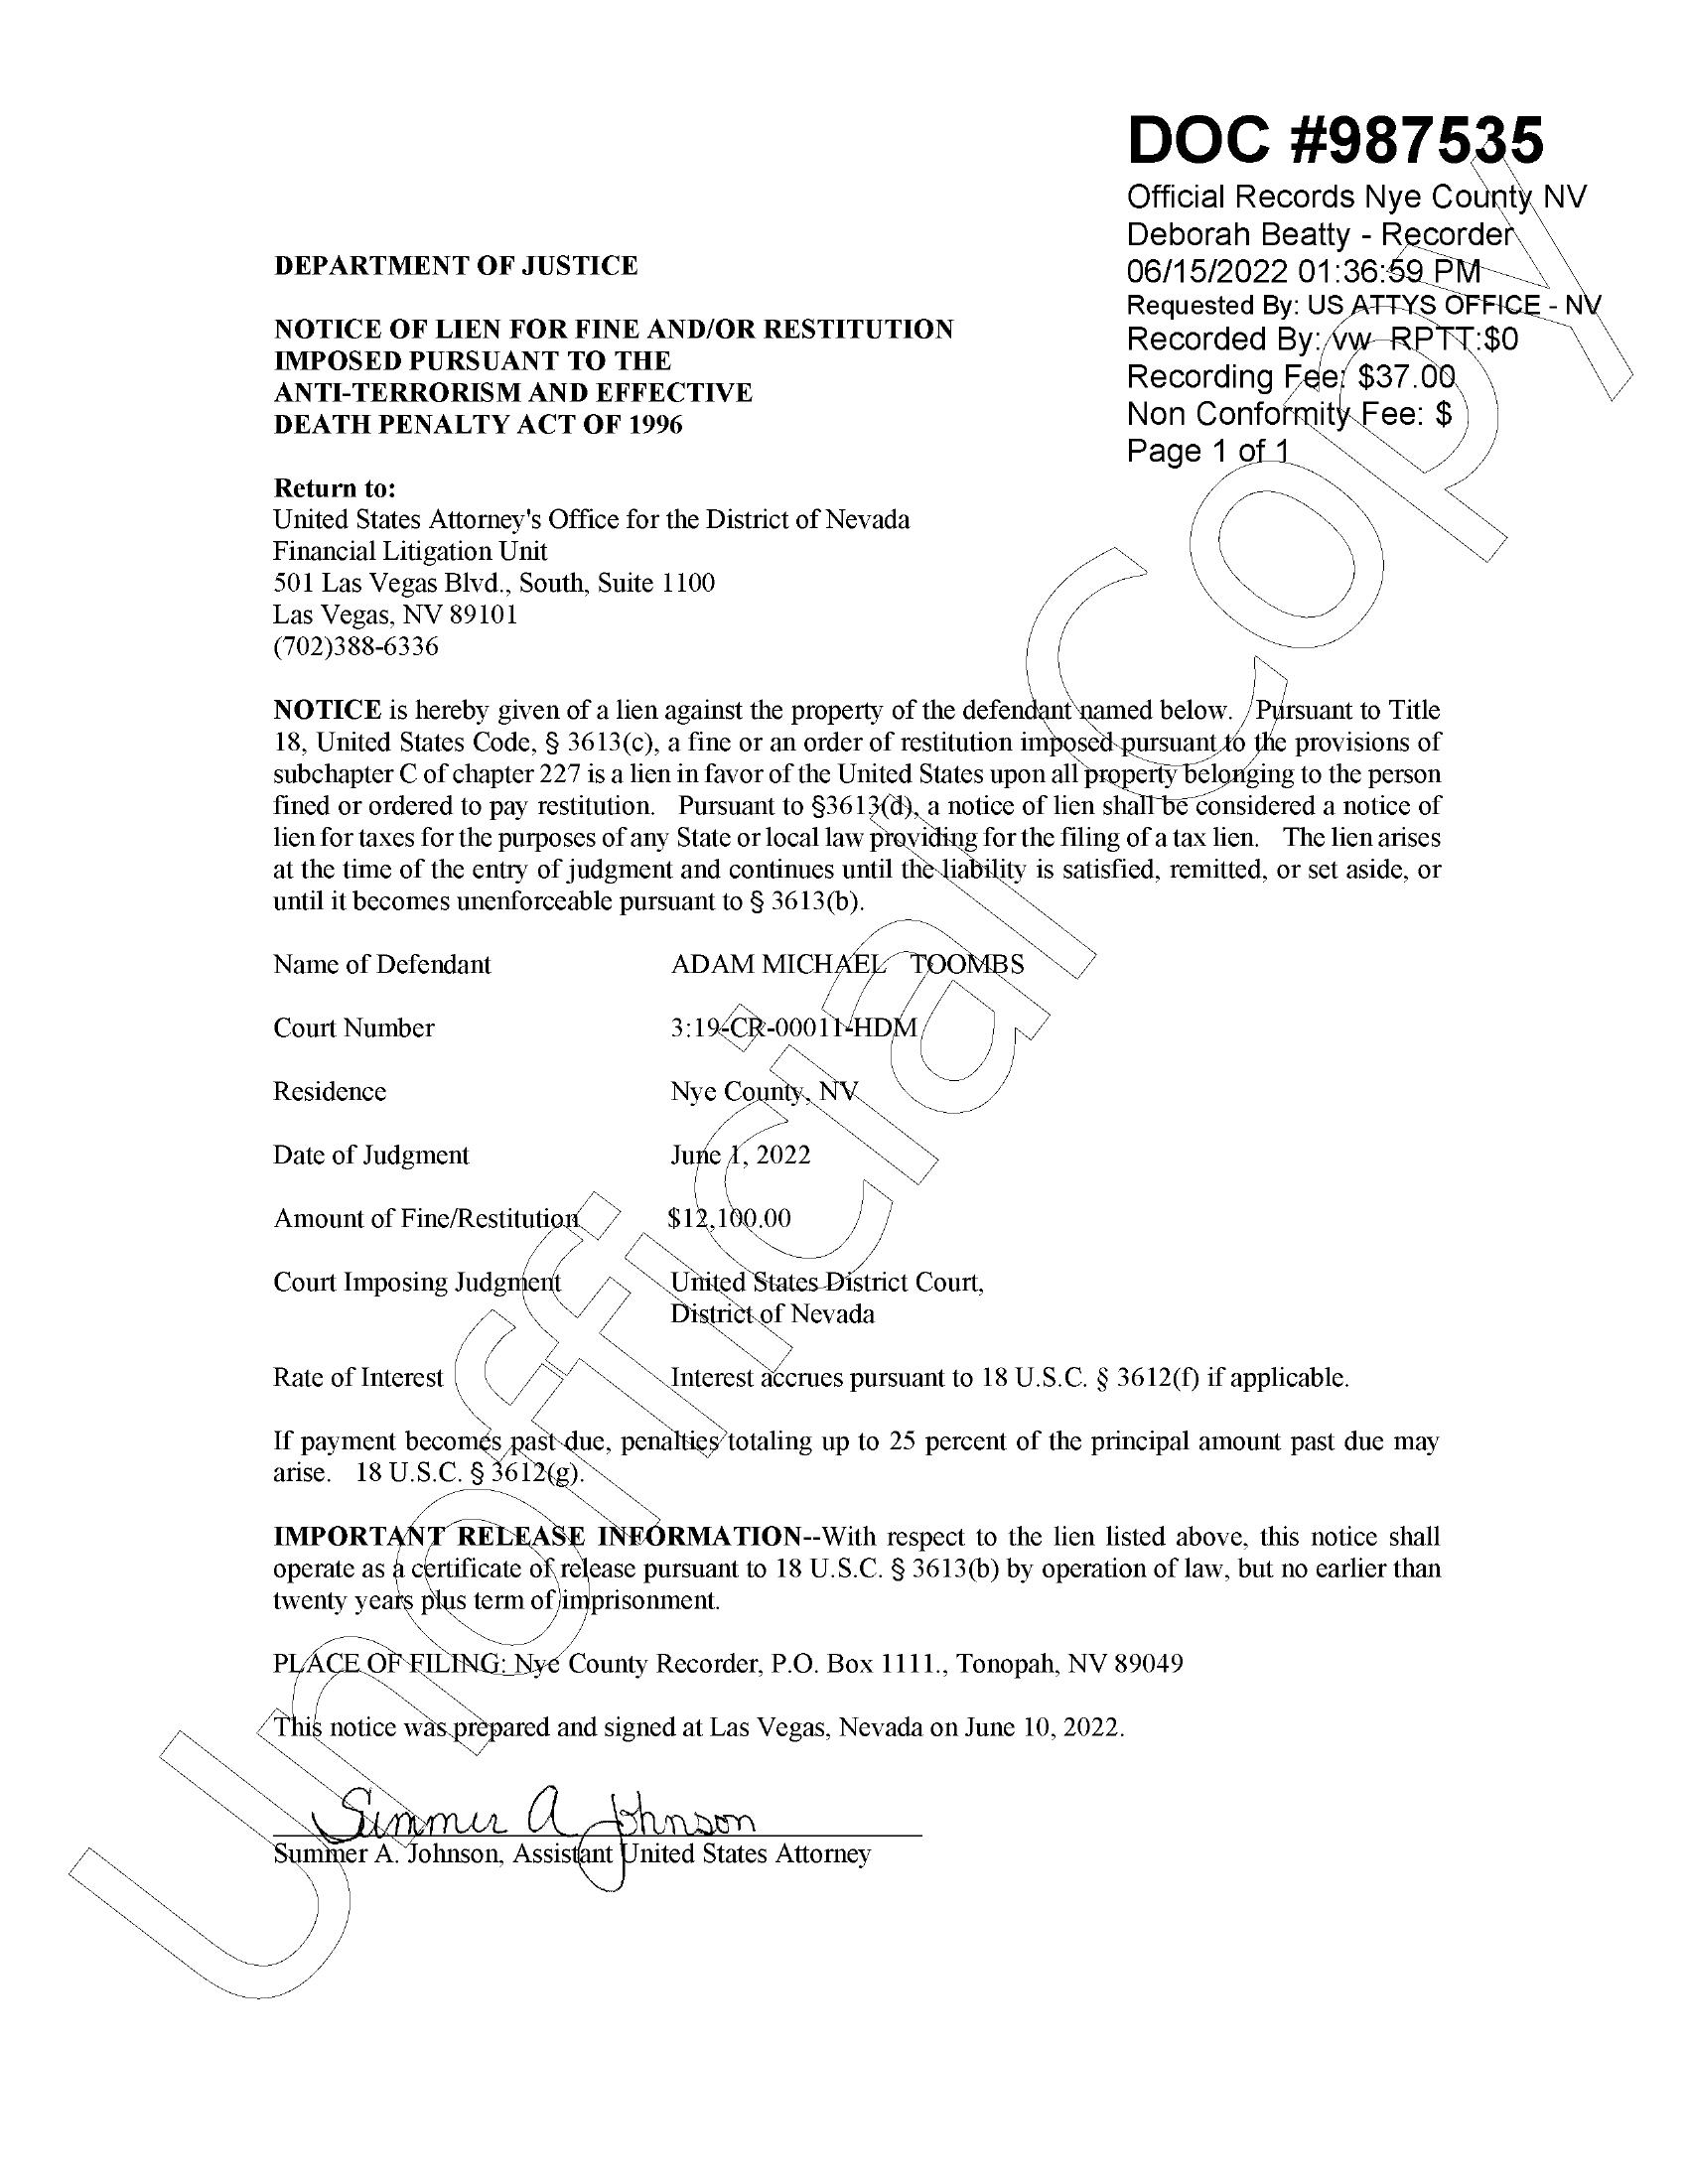 DOC #987535
Official Records Nye County NV
Deborah Beatty - Recorder
06/15/2022 01:36:59 PM
Requested By: US ATTYS OFFICE - NV
Recorded By: vw RPTT:$0
Recording Fee: $37.00
Non Conformity Fee: $
Page 1 of 1
DEPARTMENT OF JUSTICE
NOTICE OF LIEN FOR FINE AND/OR RESTITUTION
IMPOSED PURSUANT TO THE
ANTI-TERRORISM AND EFFECTIVE
DEATH PENALTY ACT OF 1996
Return to:
United States Attorney's Office for the District of Nevada
Financial Litigation Unit
501 Las Vegas Blvd., South, Suite 1100
Las Vegas, NV 89101
(702)388-6336
NOTICE is hereby given of a lien against the property of the defendant named below. Pursuant to Title
18, United States Code, § 3613(c), a fine or an order of restitution imposed pursuant to the provisions of
subchapter C of chapter 227 is a lien in favor of the United States upon all property belonging to the person
fined or ordered to pay restitution. Pursuant to §3613(d), a notice of lien shall be considered a notice of
lien for taxes for the purposes of any State or local law providing for the filing of a tax lien. The lien arises
at the time of the entry of judgment and continues until the liability is satisfied, remitted, or set aside, or
until it becomes unenforceable pursuant to § 3613(b).
Name of Defendant ADAM MICHAEL TOOMBS
Court Number 3:19-CR-00011-HDM
Residence Nye County, NV
Date of Judgment June 1, 2022
Amount of Fine/Restitution $12,100.00
Court Imposing Judgment United States District Court,
District of Nevada
Rate of Interest Interest accrues pursuant to 18 U.S.C. § 3612(f) if applicable.
If payment becomes past due, penalties totaling up to 25 percent of the principal amount past due may
arise. 18 U.S.C. § 3612(g).
IMPORTANT RELEASE INFORMATION--With respect to the lien listed above, this notice shall
operate as a certificate of release pursuant to 18 U.S.C. § 3613(b) by operation of law, but no earlier than
twenty years plus term of imprisonment.
PLACE OF FILING: Nye County Recorder, P.O. Box 1111., Tonopah, NV 89049
This notice was prepared and signed at Las Vegas, Nevada on June 10, 2022.
Summer A Johnson
Summer A. Johnson, Assistant United States Attorney
Unofficial Copy